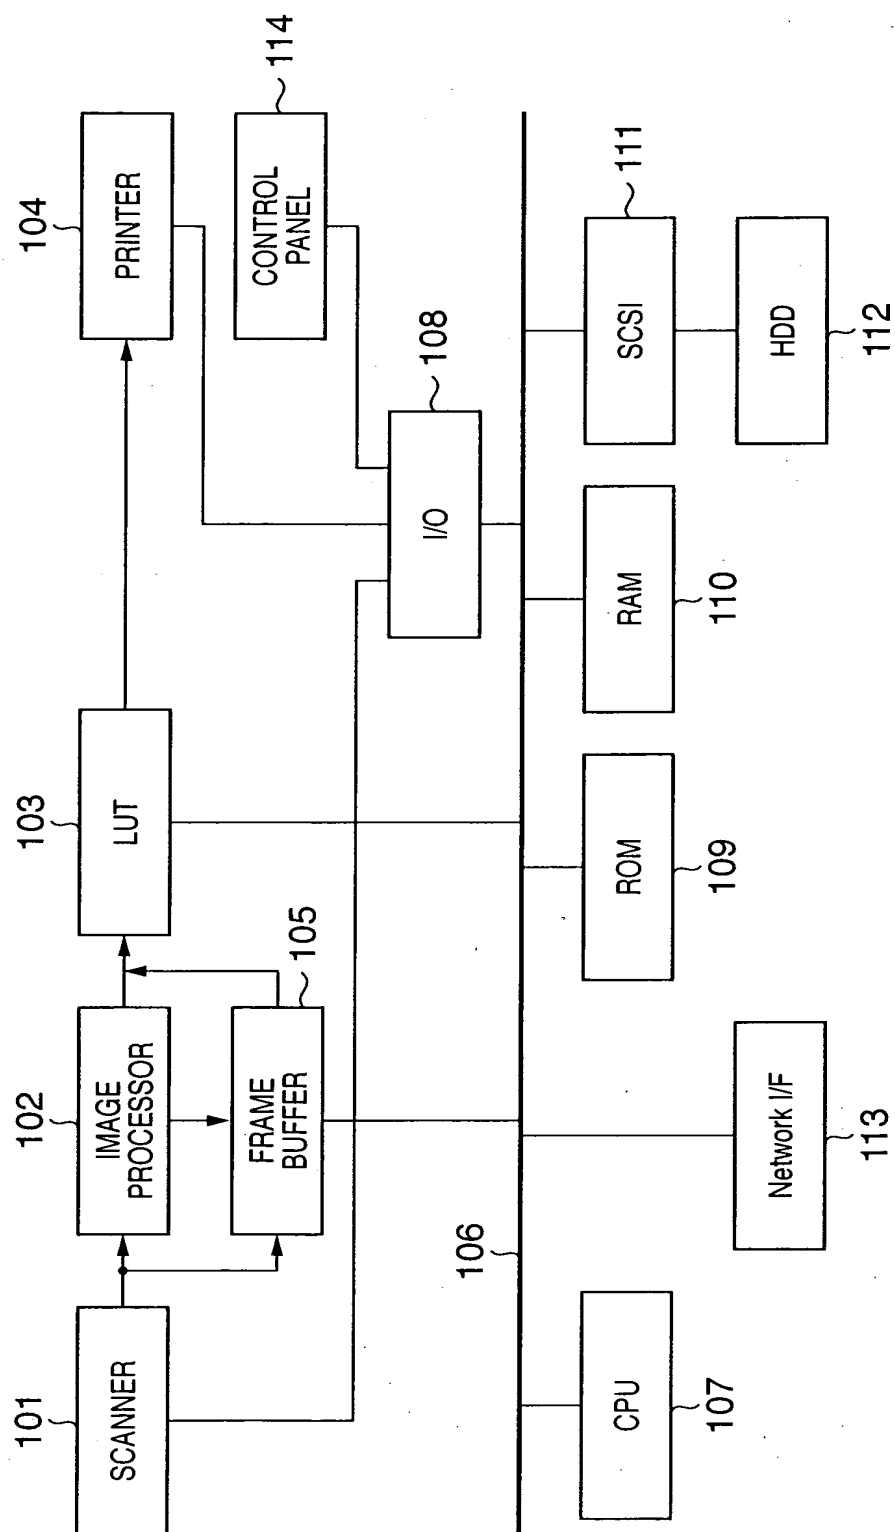 101
SCANNER
102
IMAGE
PROCESSOR
103
LUT
104
PRINTER
FRAME
BUFFER
105
CONTROL
PANEL
114
I/O
108
106
CPU
107
Network I/F
113
ROM
109
RAM
110
SCSI
111
HDD
112